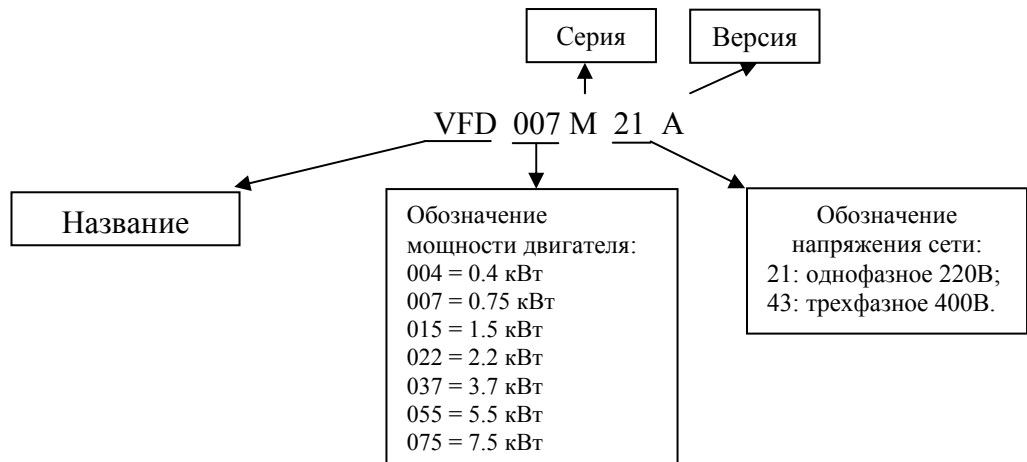 Серия
Версия
VFD 007 M 21 A
Название
Обозначение
мощности двигателя:
004 = 0.4 кВт
007 = 0.75 кВт
015 = 1.5 кВт
022 = 2.2 кВт
037 = 3.7 кВт
055 = 5.5 кВт
075 = 7.5 кВт
Обозначение
напряжения сети:
21: однофазное 220В;
43: трехфазное 400В.